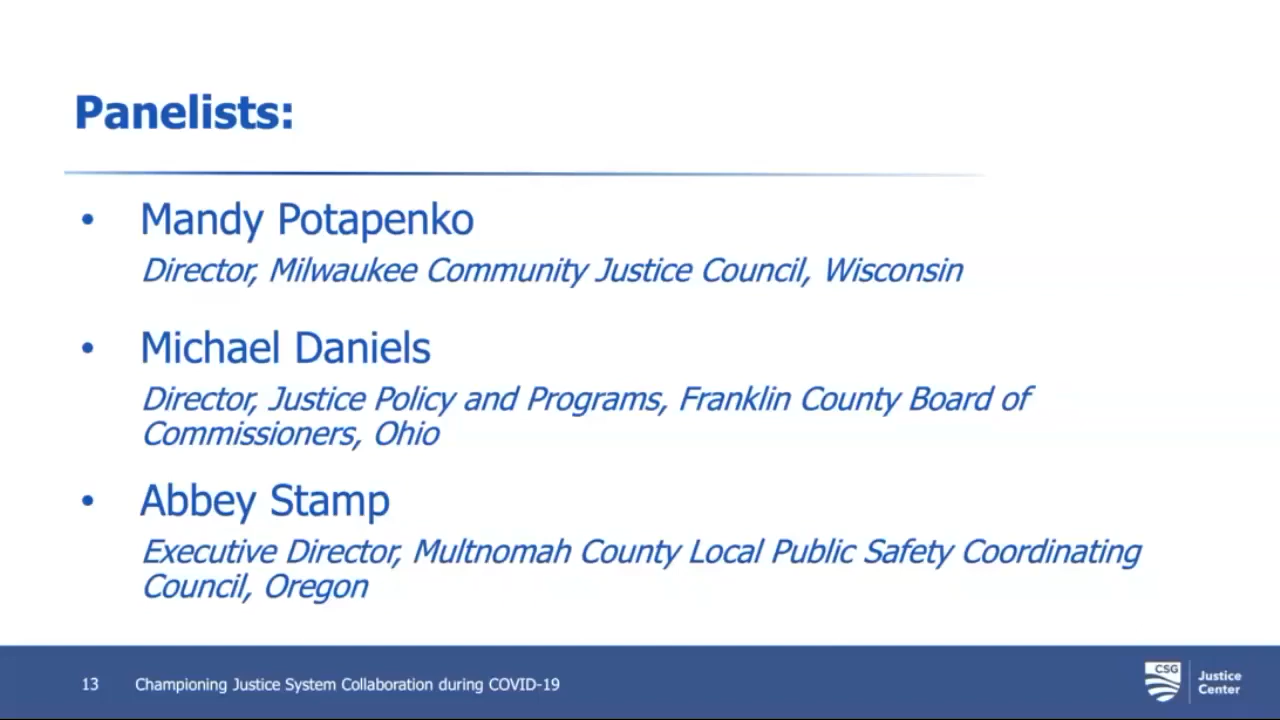 Panelists:
• Mandy Potapenko
Director, Milwaukee Community Justice Council, Wisconsin
• Michael Daniels
Director, Justice Policy and Programs, Franklin County Board of
Commissioners, Ohio
• Abbey Stamp
Executive Director, Multnomah County Local Public Safety Coordinating
Council, Oregon
13 Championing Justice System Collaboration during COVID-19
CSG
Justice
Center